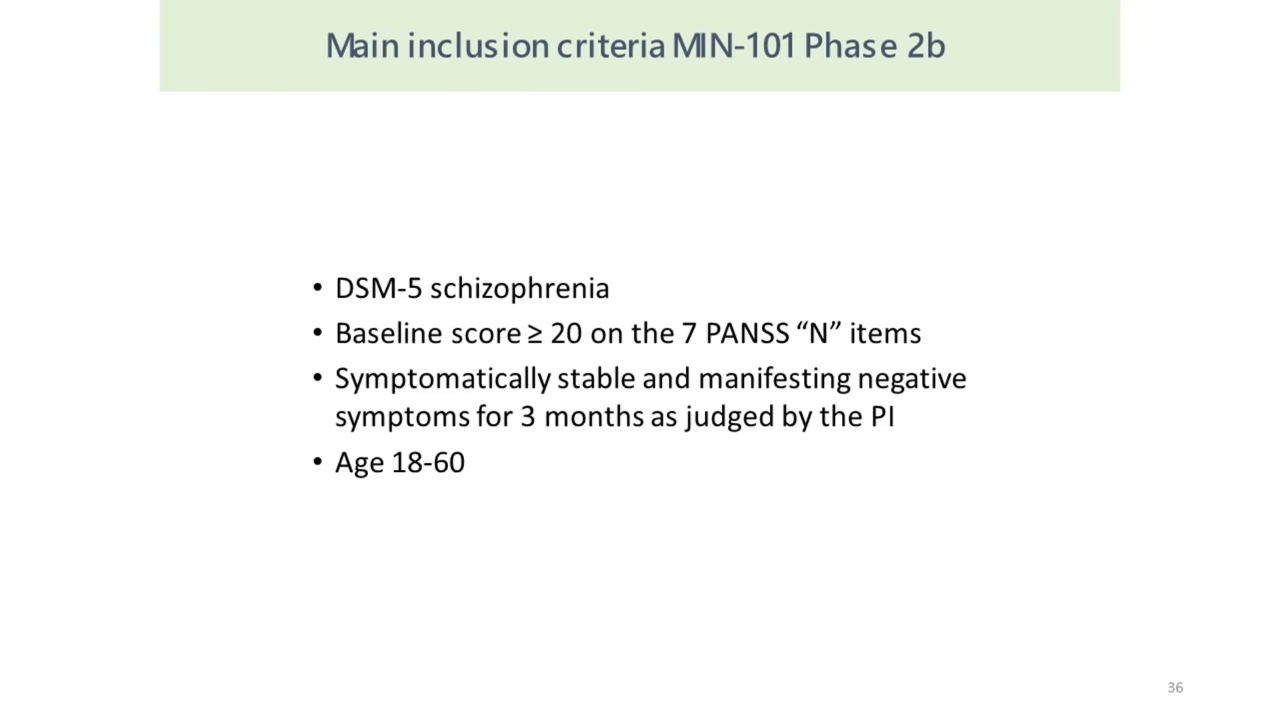 Main inclusion criteria MIN-101 Phase 2b
• DSM-5 schizophrenia
• Baseline score ≥ 20 on the 7 PANSS “N” items
• Symptomatically stable and manifesting negative
symptoms for 3 months as judged by the PI
• Age 18-60
36